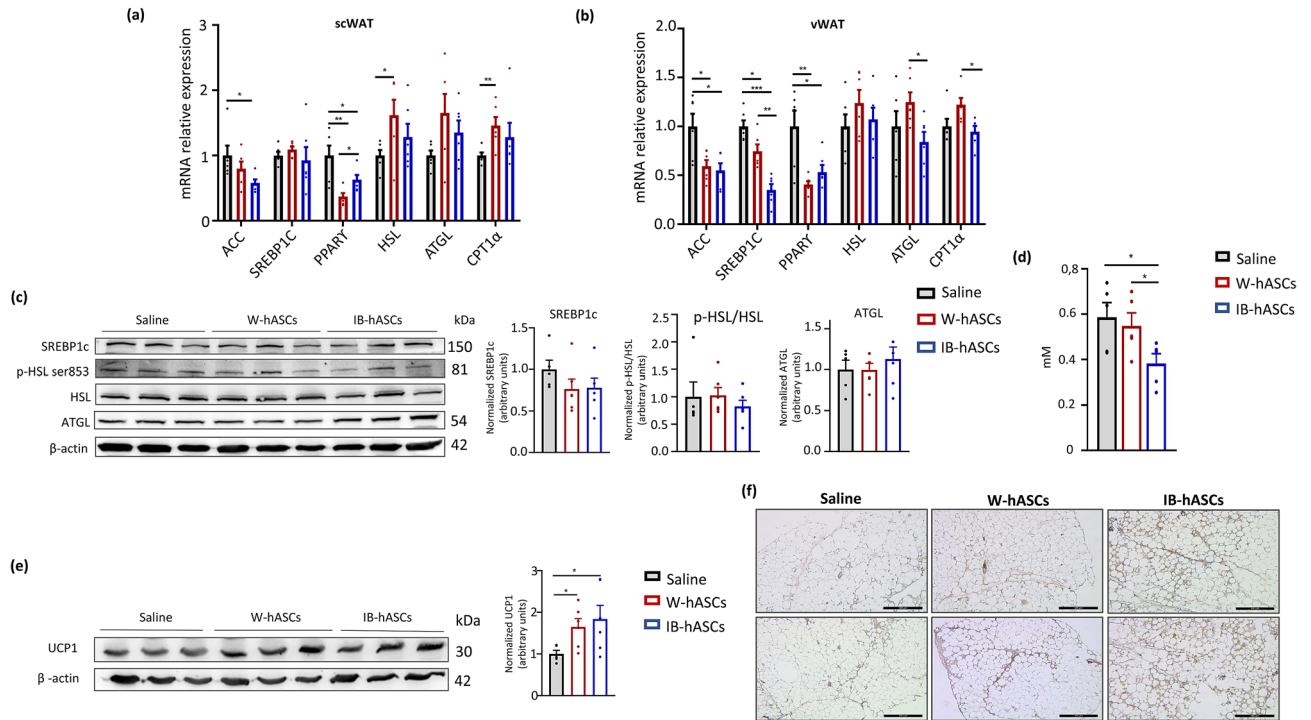 (a)
scWAT
mRNA relative expression
3
2
1
0
*
*
**
*
*
**
ACC
SREBP1C
PPARϒ
HSL
ATGL
CPT1α
(b)
vWAT
mRNA relative expression
2.0
1.5
1.0
0.5
0.0
*
*
*
***
**
**
*
*
*
ACC
SREBP1C
PPARϒ
HSL
ATGL
CPT1α
Saline
W-hASCs
IB-hASCs
(c)
Saline
W-hASCs
IB-hASCs
kDa
SREBP1c
150
p-HSL ser853
81
HSL
ATGL
54
β-actin
42
SREBP1c
Normalized SREBP1c
(arbitrary units)
1.5
1.0
0.5
0.0
p-HSL/HSL
Normalized p-HSL/HSL
(arbitrary units)
2.5
2.0
1.5
1.0
0.5
0.0
ATGL
Normalized ATGL
(arbitrary units)
1.5
1.0
0.5
0.0
Saline
W-hASCs
IB-hASCs
(d)
mM
0,8
0.6
0.4
0.2
0
*
*
(e)
Saline
W-hASCs
IB-hASCs
kDa
UCP1
30
β -actin
42
Normalized UCP1
(arbitrary units)
3
2
1
0
*
*
Saline
W-hASCs
IB-hASCs
(f)
Saline
W-hASCs
IB-hASCs